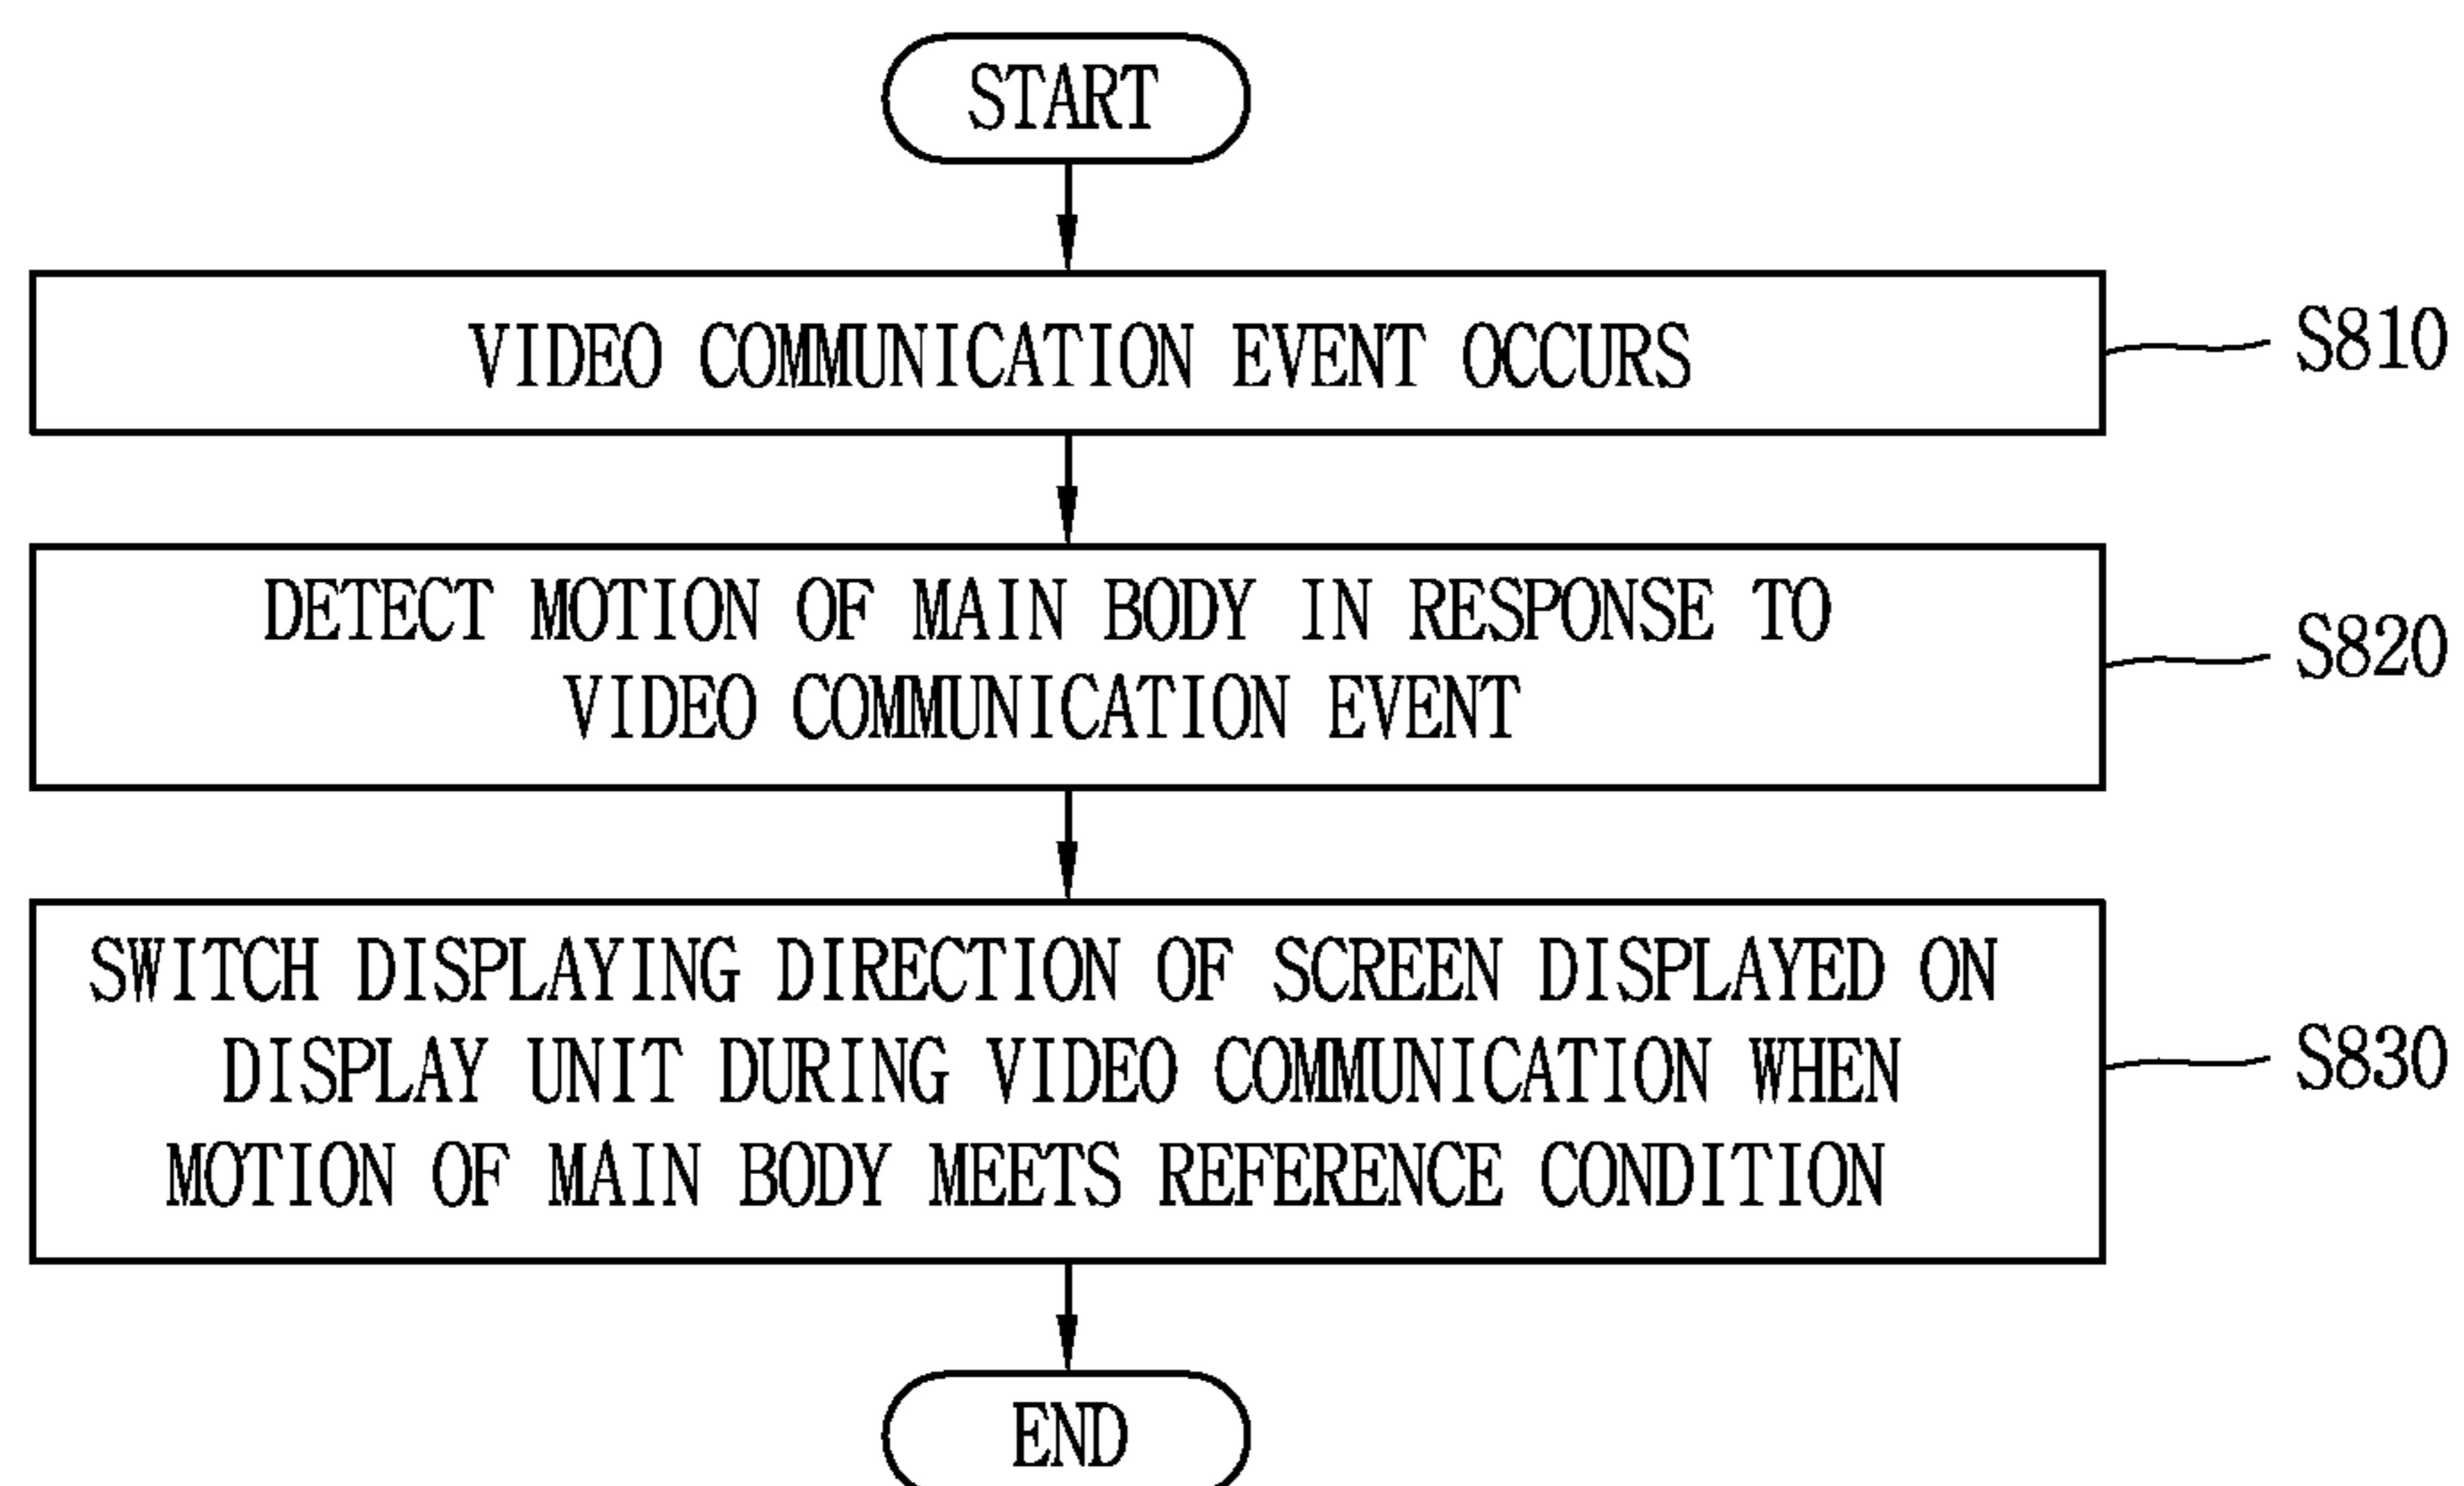 START
VIDEO COMMUNICATION EVENT OCCURS
S810
DETECT MOTION OF MAIN BODY IN RESPONSE TO
VIDEO COMMUNICATION EVENT
S820
SWITCH DISPLAYING DIRECTION OF SCREEN DISPLAYED ON
DISPLAY UNIT DURING VIDEO COMMUNICATION WHEN
MOTION OF MAIN BODY MEETS REFERENCE CONDITION
S830
END